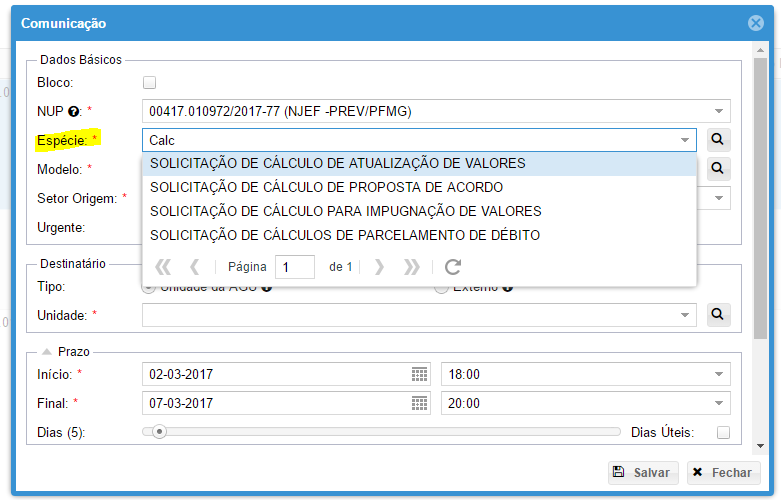 Comunicação
Dados Básicos
Bloco:
NUP ?: * 00417.010972/2017-77 (NJEF -PREV/PFMG)
Espécie: * Calc
SOLICITAÇÃO DE CÁLCULO DE ATUALIZAÇÃO DE VALORES
Modelo: *
SOLICITAÇÃO DE CÁLCULO DE PROPOSTA DE ACORDO
Setor Origem: *
SOLICITAÇÃO DE CÁLCULO PARA IMPUGNAÇÃO DE VALORES
Urgente:
SOLICITAÇÃO DE CÁLCULOS DE PARCELAMENTO DE DÉBITO
Página 1 de 1
Destinatário
Tipo: Unidade da AGU Externo
Unidade: *
Prazo
Início: * 02-03-2017 18:00
Final: * 07-03-2017 20:00
Dias (5): Dias Úteis:
Salvar Fechar